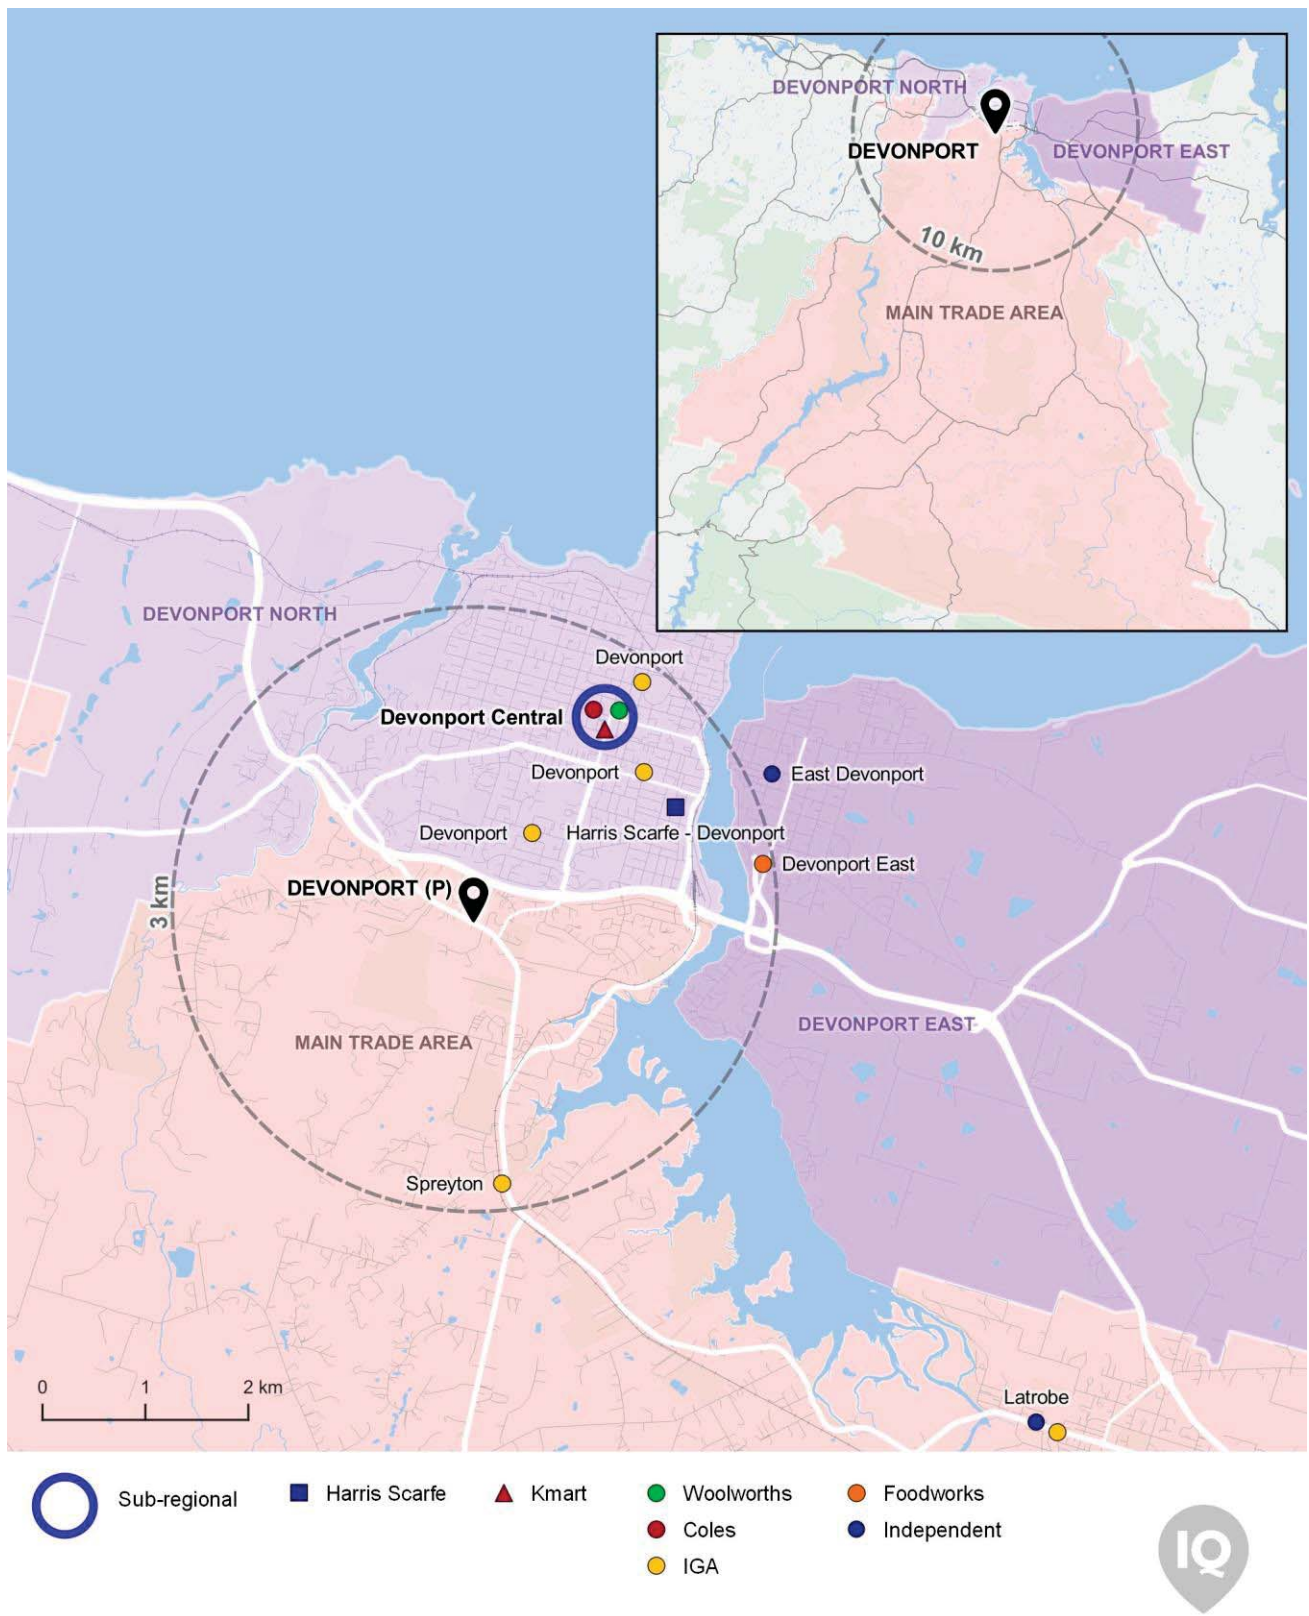 DEVONPORT NORTH
DEVONPORT
DEVONPORT EAST
10 km
MAIN TRADE AREA
DEVONPORT NORTH
Devonport
Devonport Central
Devonport
East Devonport
Devonport
Harris Scarfe - Devonport
Devonport East
DEVONPORT (P)
3 km
DEVONPORT EAST
MAIN TRADE AREA
Spreyton
0 1 2 km
Latrobe
Sub-regional
Harris Scarfe
Kmart
Woolworths
Foodworks
Coles
Independent
IGA
IQ